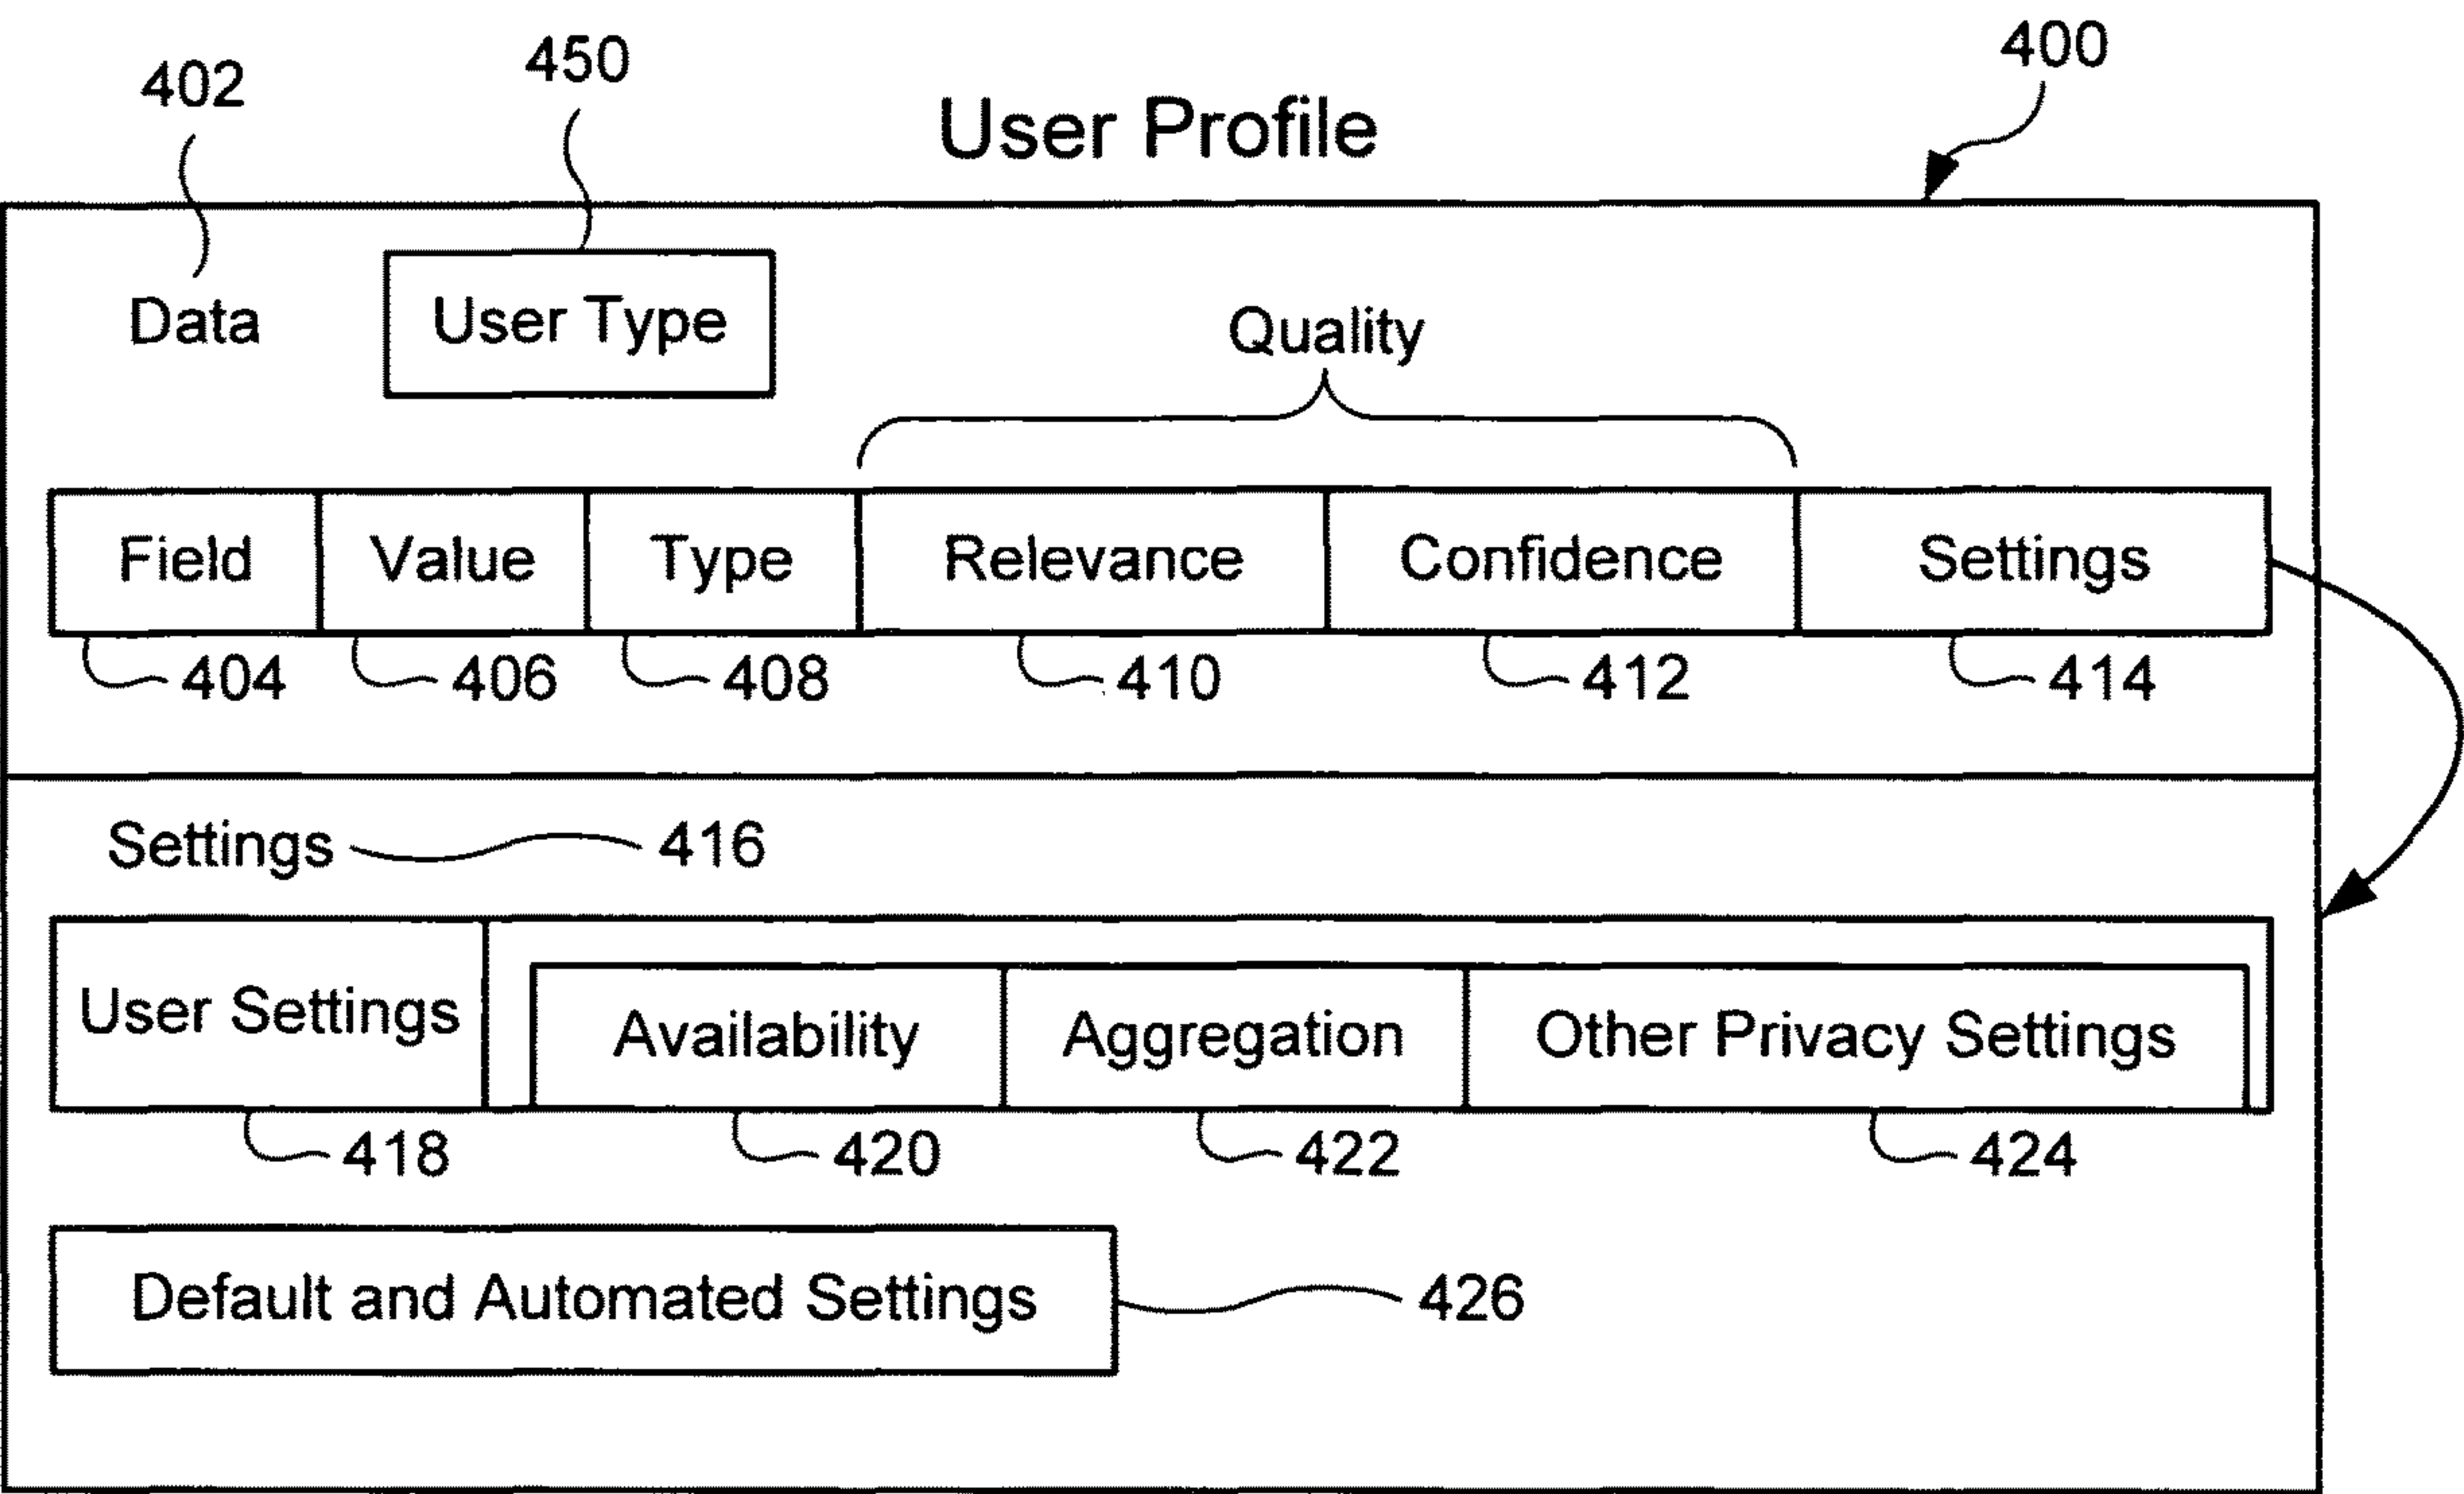 402 450 400
User Profile
Data User Type Quality
Field Value Type Relevance Confidence Settings
404 406 408 410 412 414
Settings 416
User Settings Availability Aggregation Other Privacy Settings
418 420 422 424
Default and Automated Settings 426